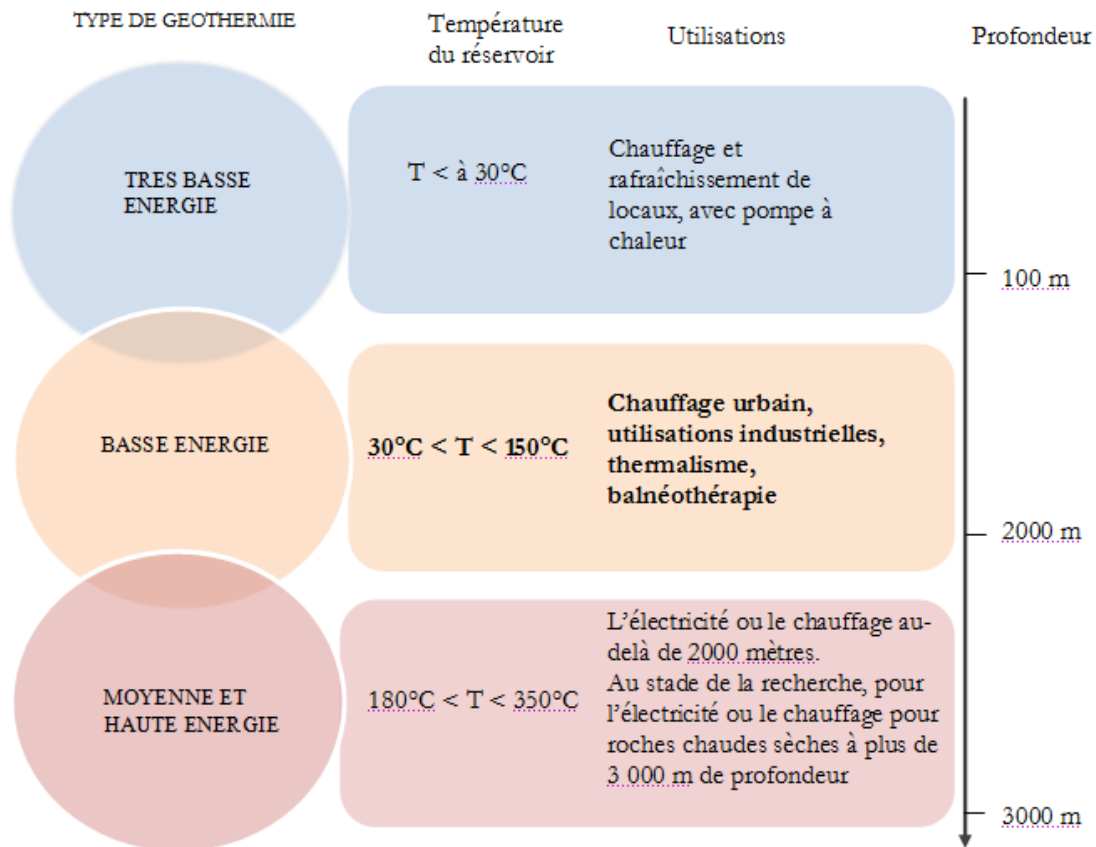 TYPE DE GEOTHERMIE
Température
du réservoir
Utilisations
Profondeur
TRES BASSE
ENERGIE
T < à 30°C
Chauffage et
rafraîchissement de
locaux, avec pompe à
chaleur
100 m
BASSE ENERGIE
30°C < T < 150°C
Chauffage urbain,
utilisations industrielles,
thermalisme,
balnéothérapie
2000 m
MOYENNE ET
HAUTE ENERGIE
180°C < T < 350°C
L'électricité ou le chauffage au-
delà de 2000 mètres.
Au stade de la recherche, pour
l'électricité ou le chauffage pour
roches chaudes sèches à plus de
3 000 m de profondeur
3000 m